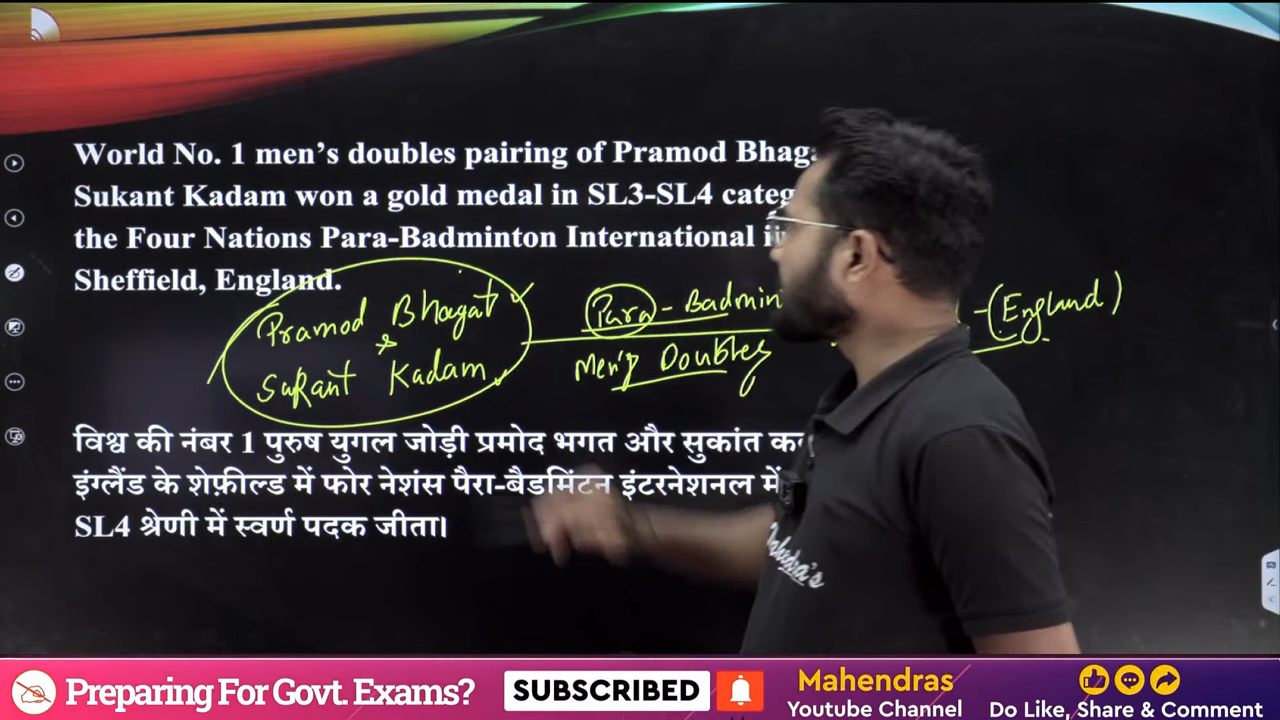 World No. 1 men's doubles pairing of Pramod
Sukant Kadam won a gold medal in SL3-SL4
the Four Nations Para-Badminton International
Sheffield, England.
Pramod Bhagat
&
Sukant Kadam
Para -
Men's Doubles
- (England)
विश्व की नंबर 1 पुरुष युगल जोड़ी प्रमोद भगत और सुकांत
इंग्लैंड के शेफ़ील्ड में फोर नेशंस पैरा-बैडमिंटन इंटरनेशनल में
SL4 श्रेणी में स्वर्ण पदक जीता।
Mahendra's
Preparing For Govt. Exams?
SUBSCRIBED
Mahendras
Youtube Channel
Do Like, Share & Comment